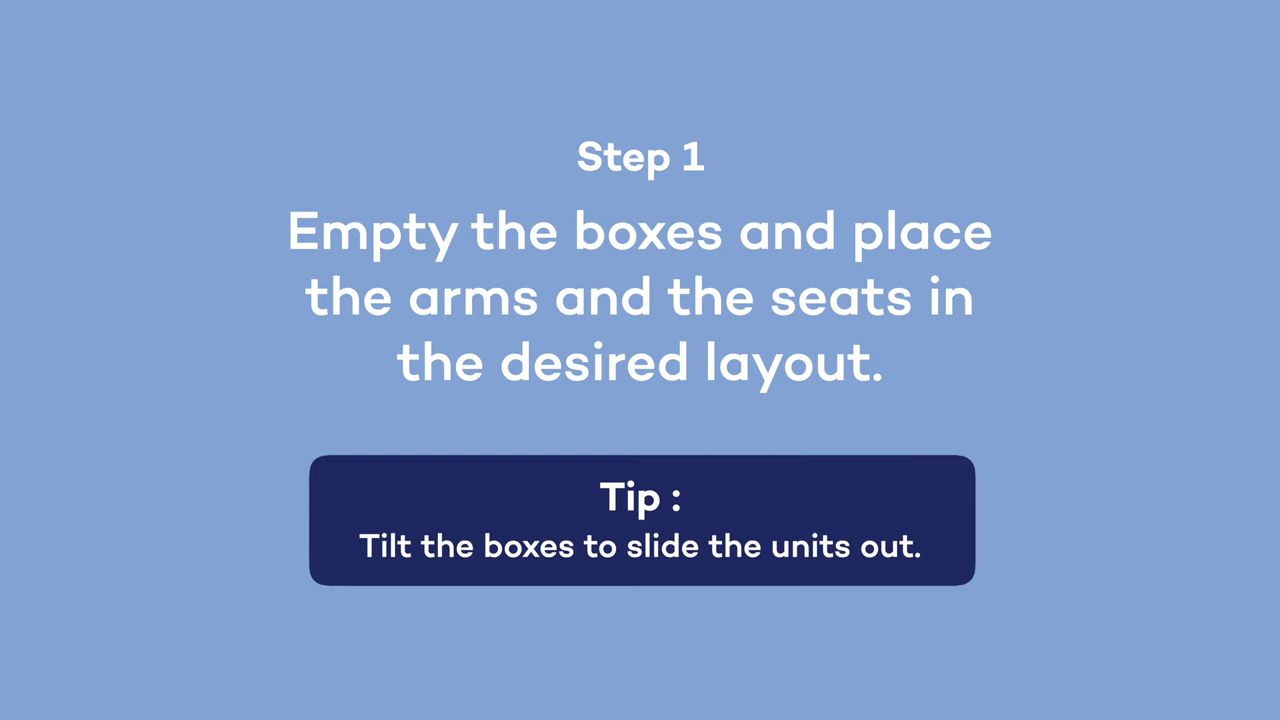 Step 1
Empty the boxes and place
the arms and the seats in
the desired layout.
Tip :
Tilt the boxes to slide the units out.